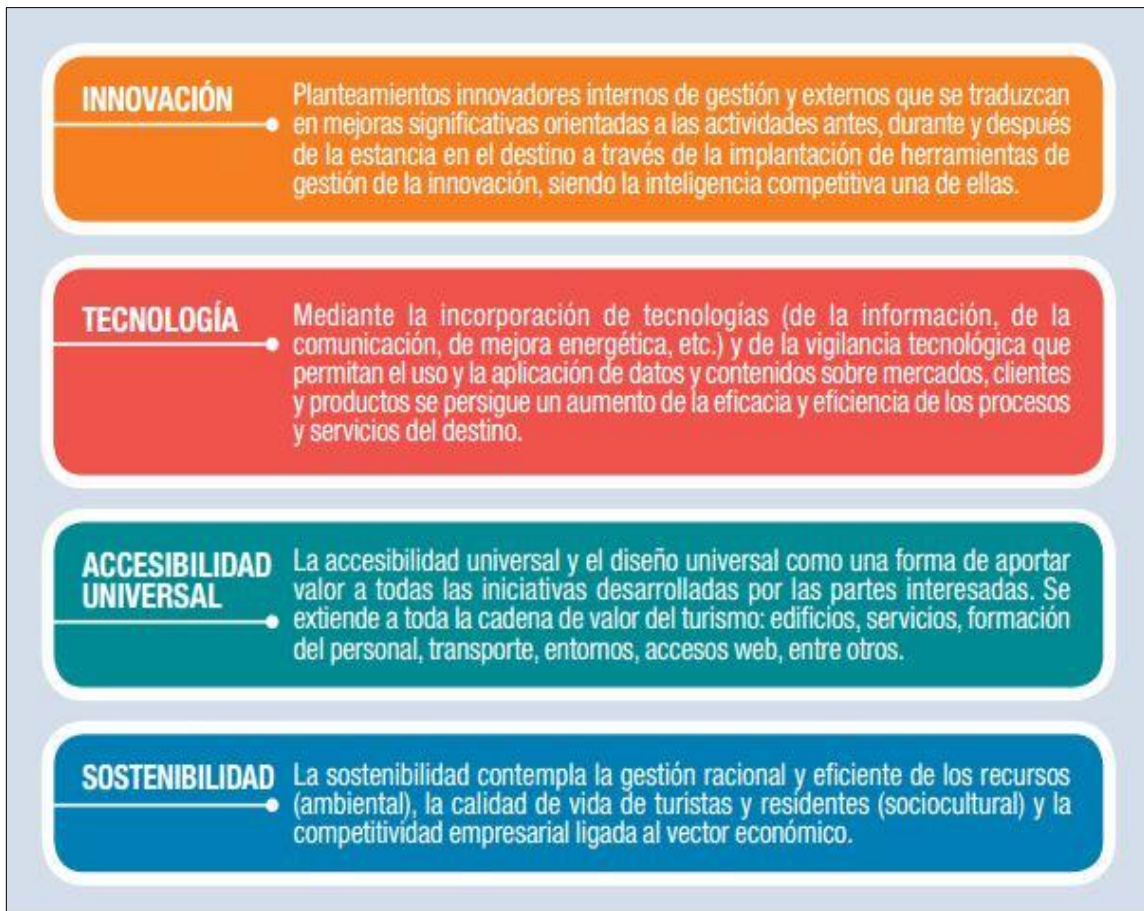 INNOVACIÓN
Planteamientos innovadores internos de gestión y externos que se traduzcan
en mejoras significativas orientadas a las actividades antes, durante y después
de la estancia en el destino a través de la implantación de herramientas de
gestión de la innovación, siendo la inteligencia competitiva una de ellas.
TECNOLOGÍA
Mediante la incorporación de tecnologías (de la información, de la
comunicación, de mejora energética, etc.) y de la vigilancia tecnológica que
permitan el uso y la aplicación de datos y contenidos sobre mercados, clientes
y productos se persigue un aumento de la eficacia y eficiencia de los procesos
y servicios del destino.
ACCESIBILIDAD
UNIVERSAL
La accesibilidad universal y el diseño universal como una forma de aportar
valor a todas las iniciativas desarrolladas por las partes interesadas. Se
extiende a toda la cadena de valor del turismo: edificios, servicios, formación
del personal, transporte, entornos, accesos web, entre otros.
SOSTENIBILIDAD
La sostenibilidad contempla la gestión racional y eficiente de los recursos
(ambiental), la calidad de vida de turistas y residentes (sociocultural) y la
competitividad empresarial ligada al vector económico.